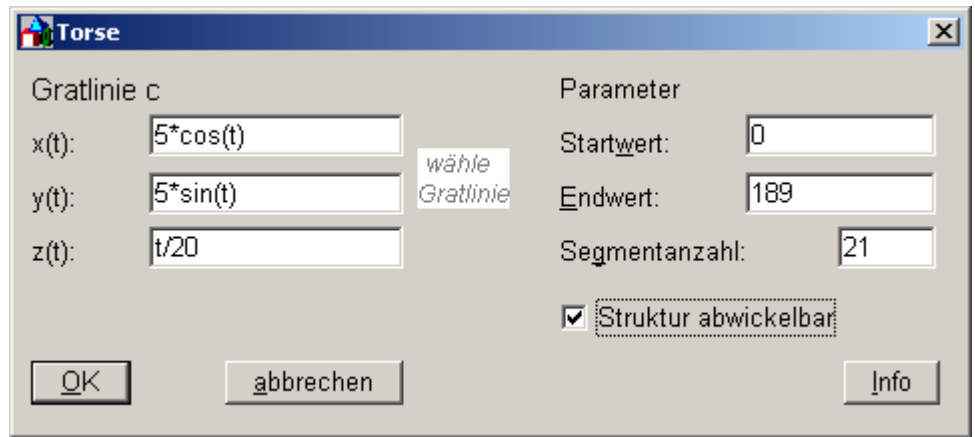 Torse
Gratlinie c
Parameter
x(t): 5*cos(t)
Startwert: 0
wähle
Gratlinie
y(t): 5*sin(t)
Endwert: 189
z(t): t/20
Segmentanzahl: 21
Struktur abwickelbar
OK
abbrechen
Info